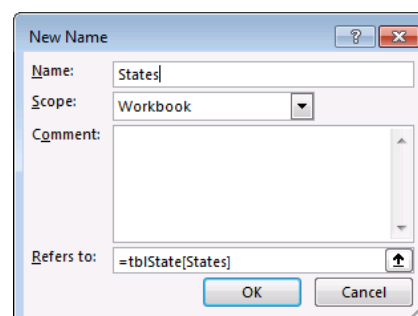 New Name
Name: States
Scope: Workbook
Comment:
Refers to: =tblState[States]
OK Cancel